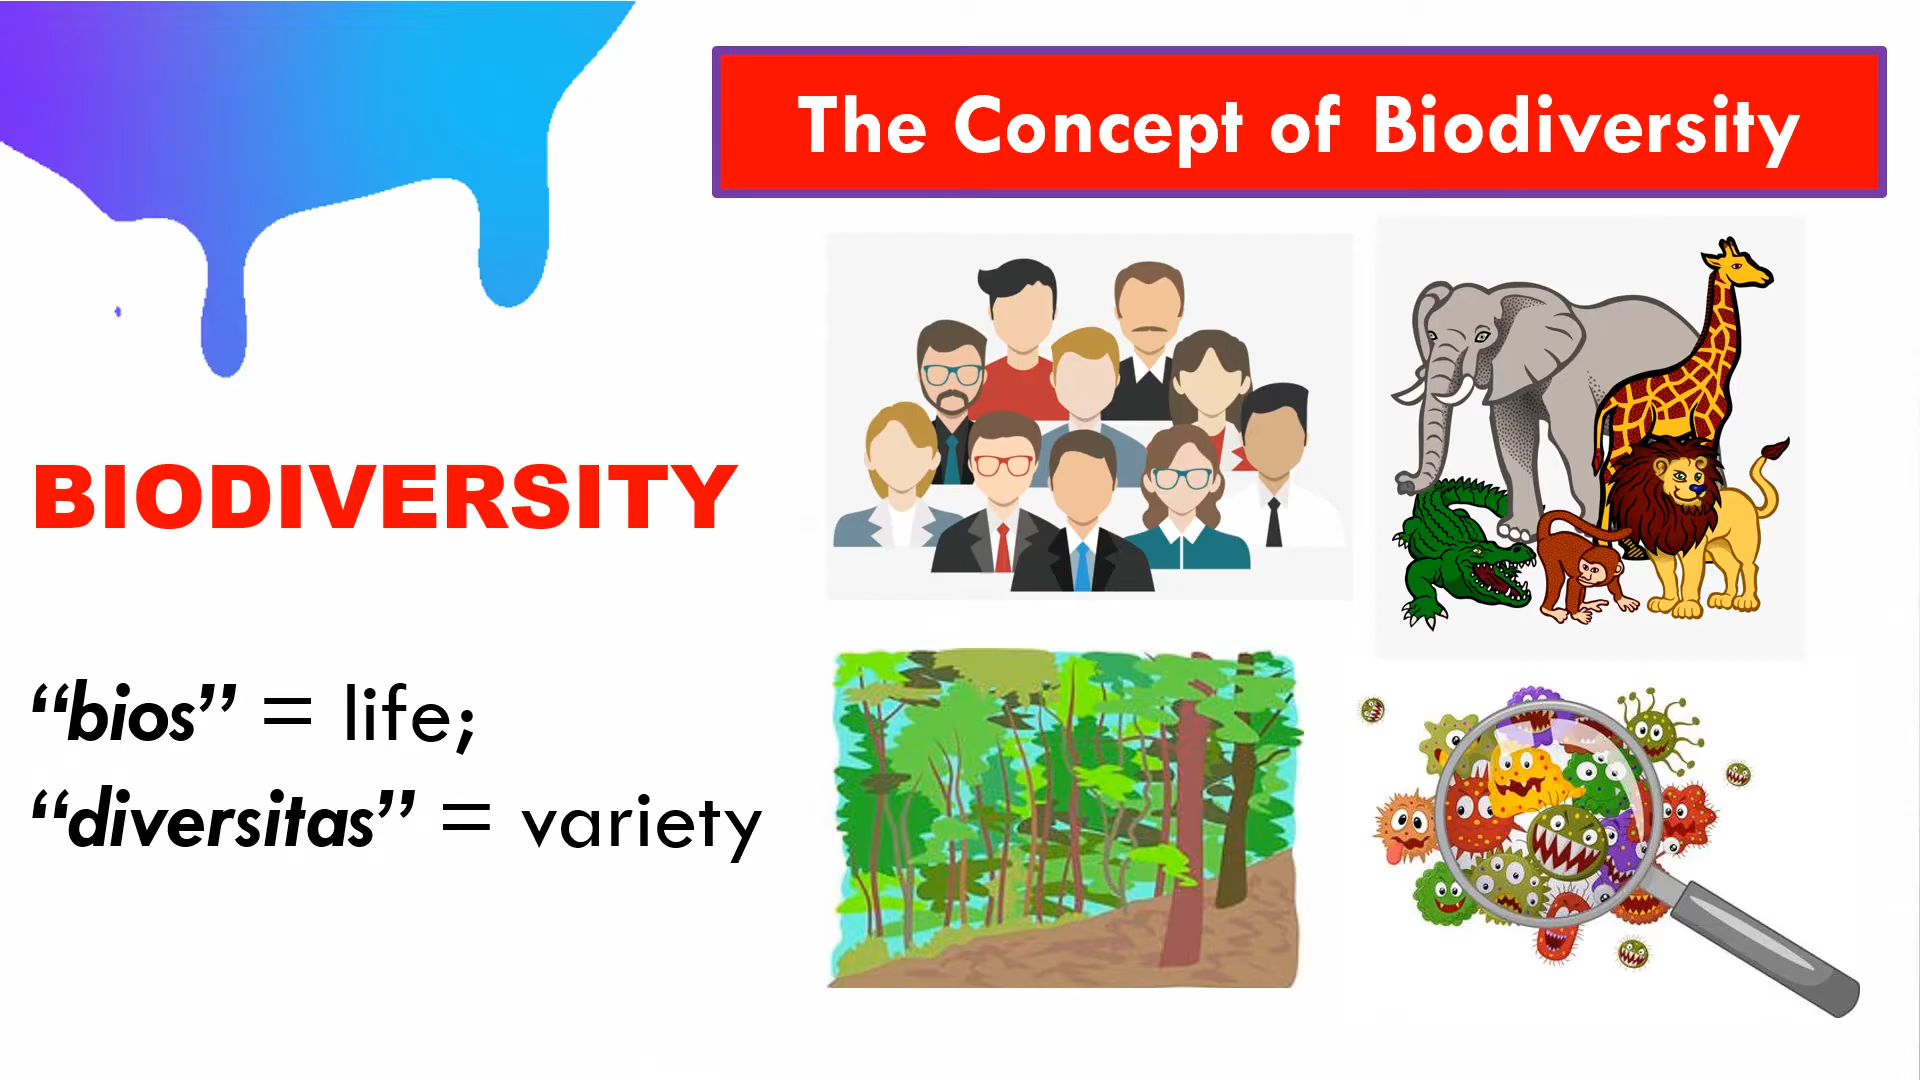 The Concept of Biodiversity
BIODIVERSITY
“bios” = life;
“diversitas” = variety